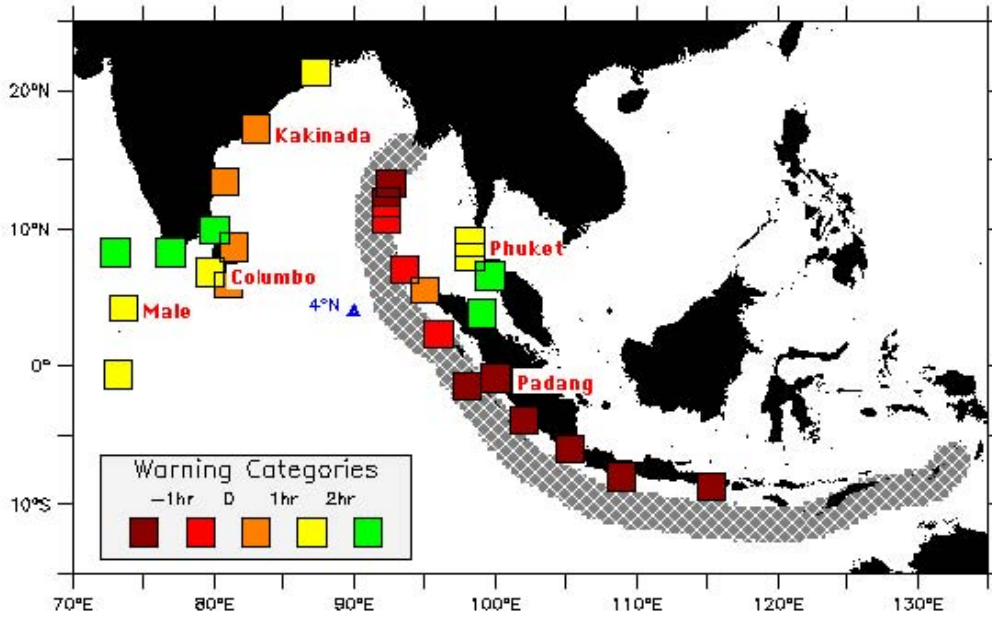 20°N
Kakinada
10°N
Phuket
Columbo
4°N
Male
0°
Padang
Warning Categories
−1hr 0 1hr 2hr
10°S
70°E 80°E 90°E 100°E 110°E 120°E 130°E